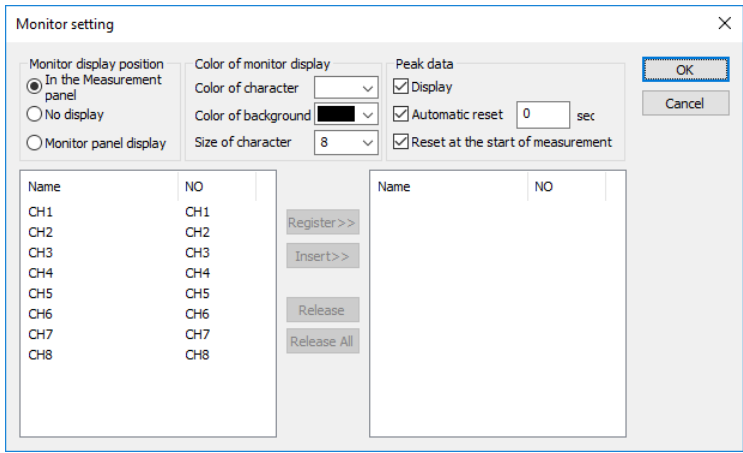 Monitor setting
Monitor display position
In the Measurement
panel
No display
Monitor panel display
Color of monitor display
Color of character
Color of background
Size of character 8
Peak data
Display
Automatic reset 0 sec
Reset at the start of measurement
OK
Cancel
Name NO
CH1 CH1
CH2 CH2
CH3 CH3
CH4 CH4
CH5 CH5
CH6 CH6
CH7 CH7
CH8 CH8
Register>>
Insert>>
Release
Release All
Name NO